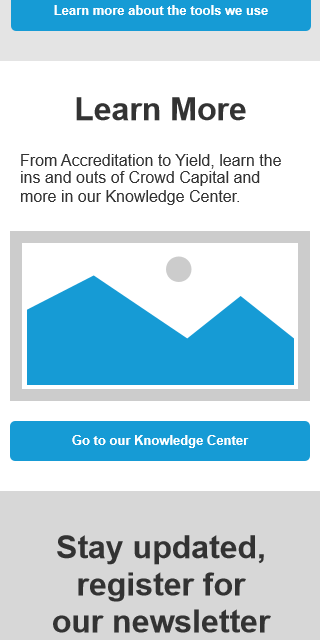 Learn more about the tools we use
Learn More
From Accreditation to Yield, learn the
ins and outs of Crowd Capital and
more in our Knowledge Center.
Go to our Knowledge Center
Stay updated,
register for
our newsletter